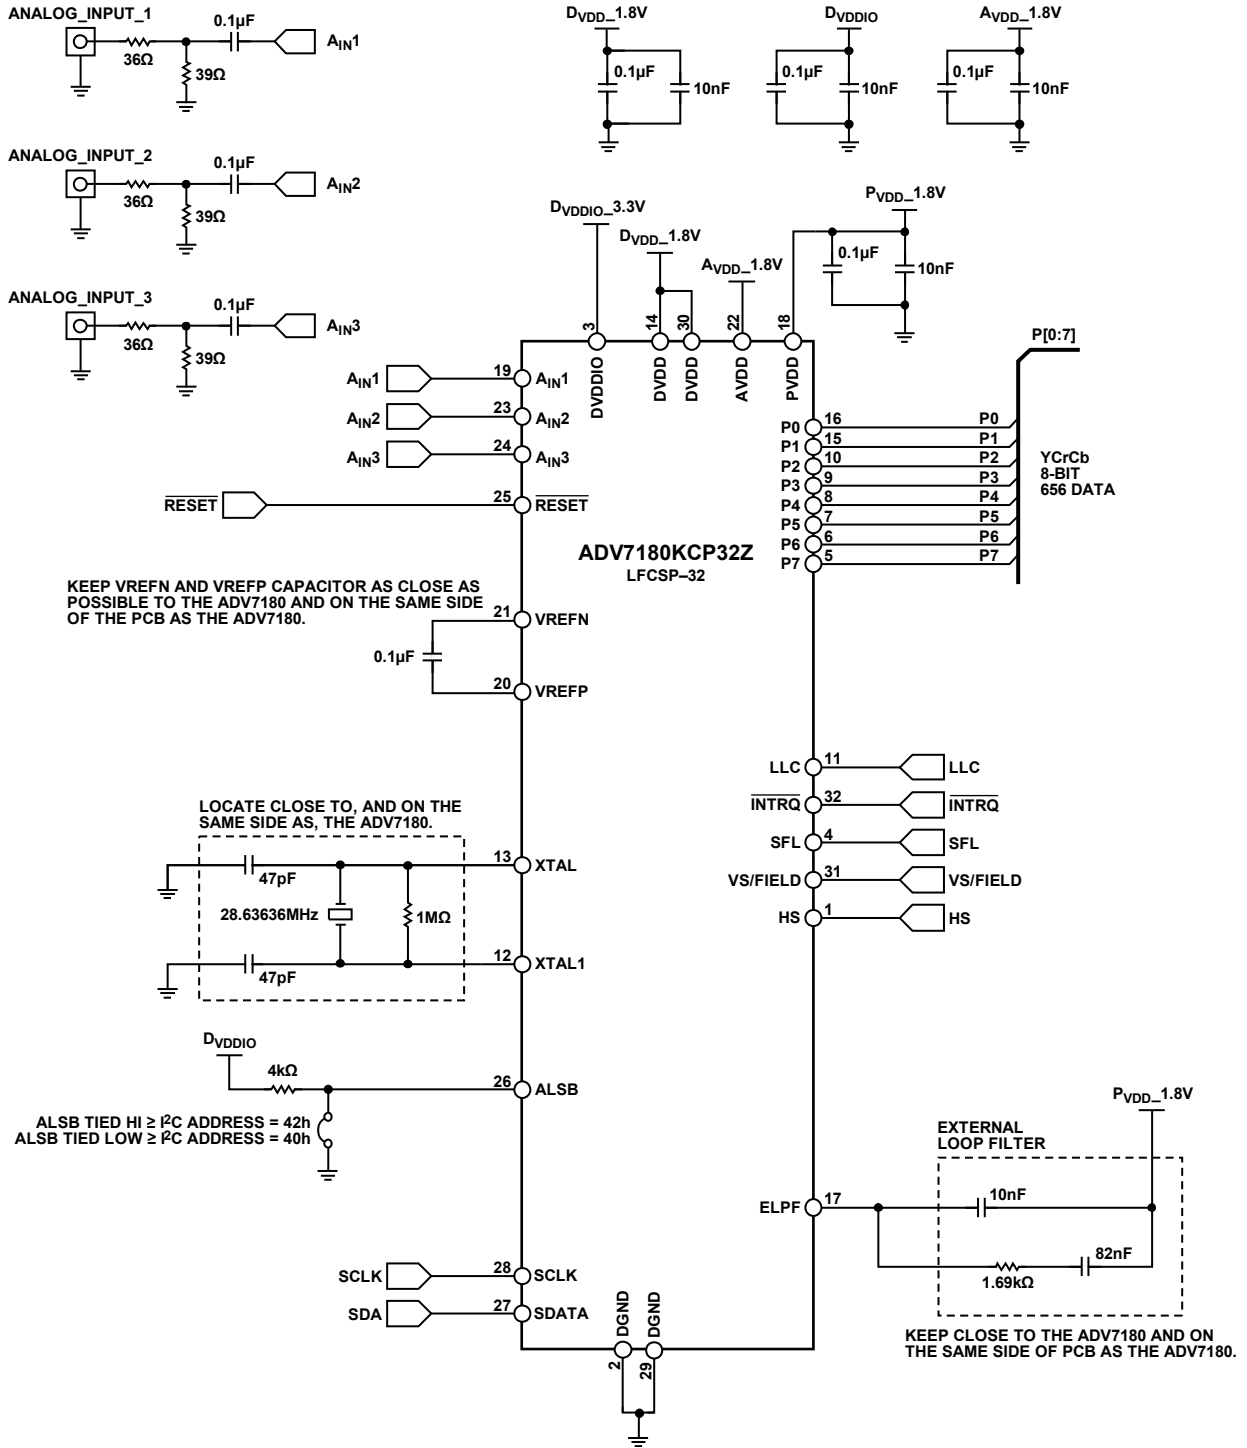 ANALOG_INPUT_1
0.1µF
36Ω
39Ω
AIN1
ANALOG_INPUT_2
0.1µF
36Ω
39Ω
AIN2
ANALOG_INPUT_3
0.1µF
36Ω
39Ω
AIN3
DVDD_1.8V
0.1µF
10nF
DVDDIO
0.1µF
10nF
AVDD_1.8V
0.1µF
10nF
DVDDIO_3.3V
DVDD_1.8V
AVDD_1.8V
PVDD_1.8V
0.1µF
10nF
3
14
30
22
18
DVDDIO
DVDD
DVDD
AVDD
PVDD
AIN1
19
AIN1
AIN2
23
AIN2
AIN3
24
AIN3
RESET
25
RESET
P[0:7]
P0 16 P0
P1 15 P1
P2 10 P2
P3 9 P3
P4 8 P4
P5 7 P5
P6 6 P6
P7 5 P7
YCrCb
8-BIT
656 DATA
ADV7180KCP32Z
LFCSP–32
KEEP VREFN AND VREFP CAPACITOR AS CLOSE AS
POSSIBLE TO THE ADV7180 AND ON THE SAME SIDE
OF THE PCB AS THE ADV7180.
21
VREFN
0.1µF
20
VREFP
LLC 11 LLC
INTRQ 32 INTRQ
SFL 4 SFL
VS/FIELD 31 VS/FIELD
HS 1 HS
LOCATE CLOSE TO, AND ON THE
SAME SIDE AS, THE ADV7180.
47pF
13
XTAL
28.63636MHz
1MΩ
47pF
12
XTAL1
DVDDIO
4kΩ
26
ALSB
ALSB TIED HI ≥ I2C ADDRESS = 42h
ALSB TIED LOW ≥ I2C ADDRESS = 40h
PVDD_1.8V
EXTERNAL
LOOP FILTER
ELPF
17
10nF
82nF
1.69kΩ
KEEP CLOSE TO THE ADV7180 AND ON
THE SAME SIDE OF PCB AS THE ADV7180.
SCLK
28
SCLK
SDA
27
SDATA
DGND
DGND
2
29